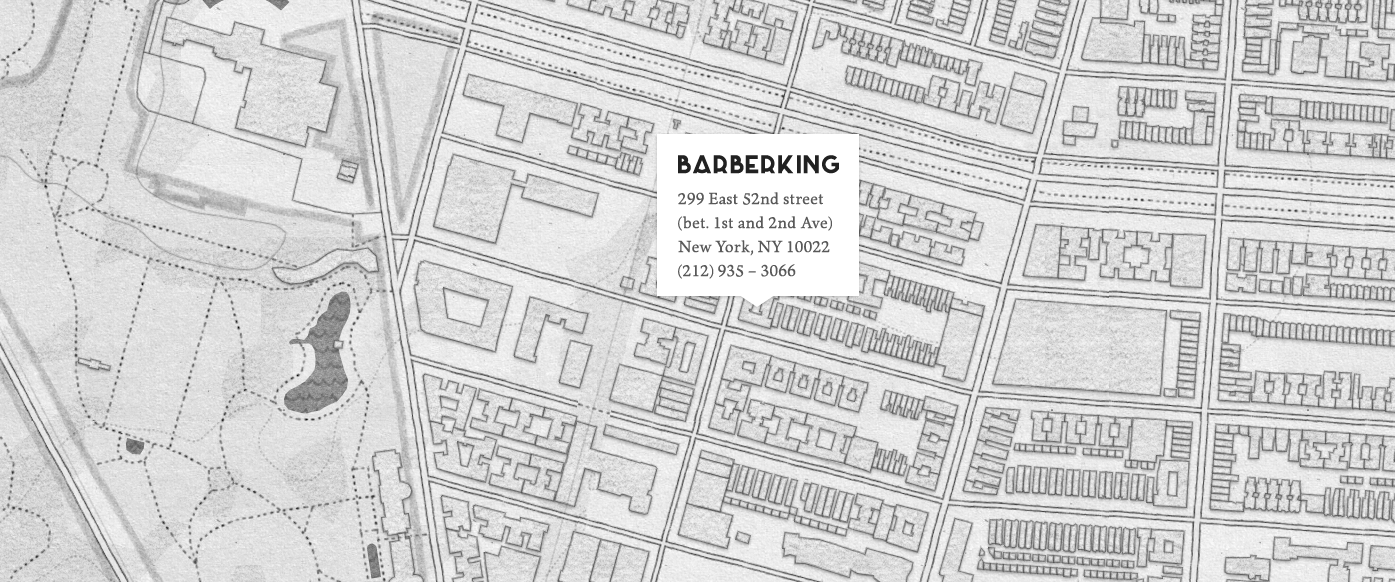 BARBERKING
299 East 52nd street
(bet. 1st and 2nd Ave)
New York, NY 10022
(212) 935 – 3066